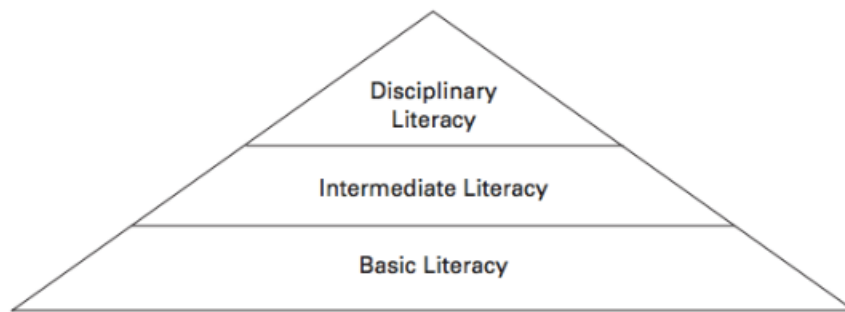 Disciplinary
Literacy
Intermediate Literacy
Basic Literacy